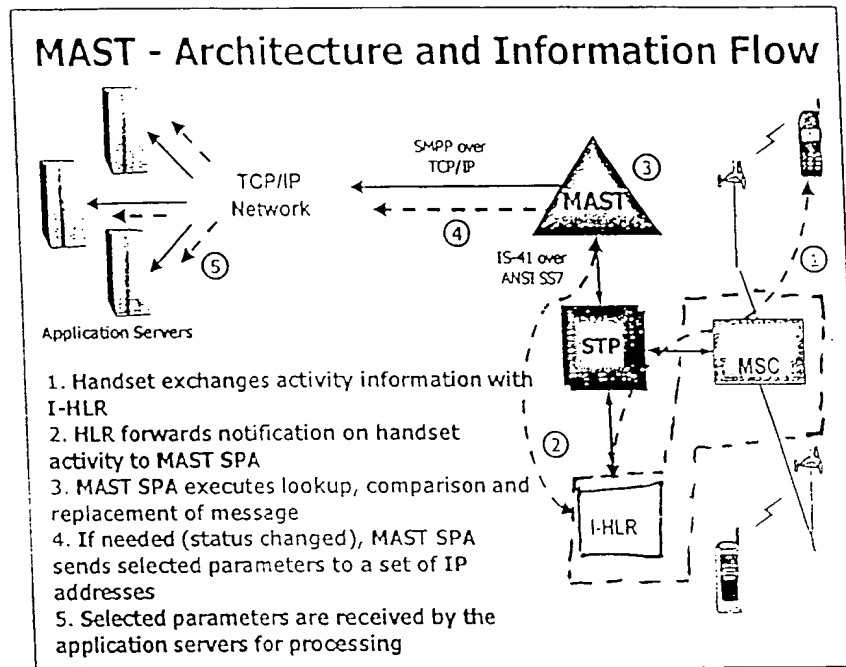 MAST - Architecture and Information Flow
SMPP over
TCP/IP
3
MAST
TCP/IP
Network
4
5
IS-41 over
ANSI SS7
1
Application Servers
STP
MSC
2
I-HLR
1. Handset exchanges activity information with
I-HLR
2. HLR forwards notification on handset
activity to MAST SPA
3. MAST SPA executes lookup, comparison and
replacement of message
4. If needed (status changed), MAST SPA
sends selected parameters to a set of IP
addresses
5. Selected parameters are received by the
application servers for processing